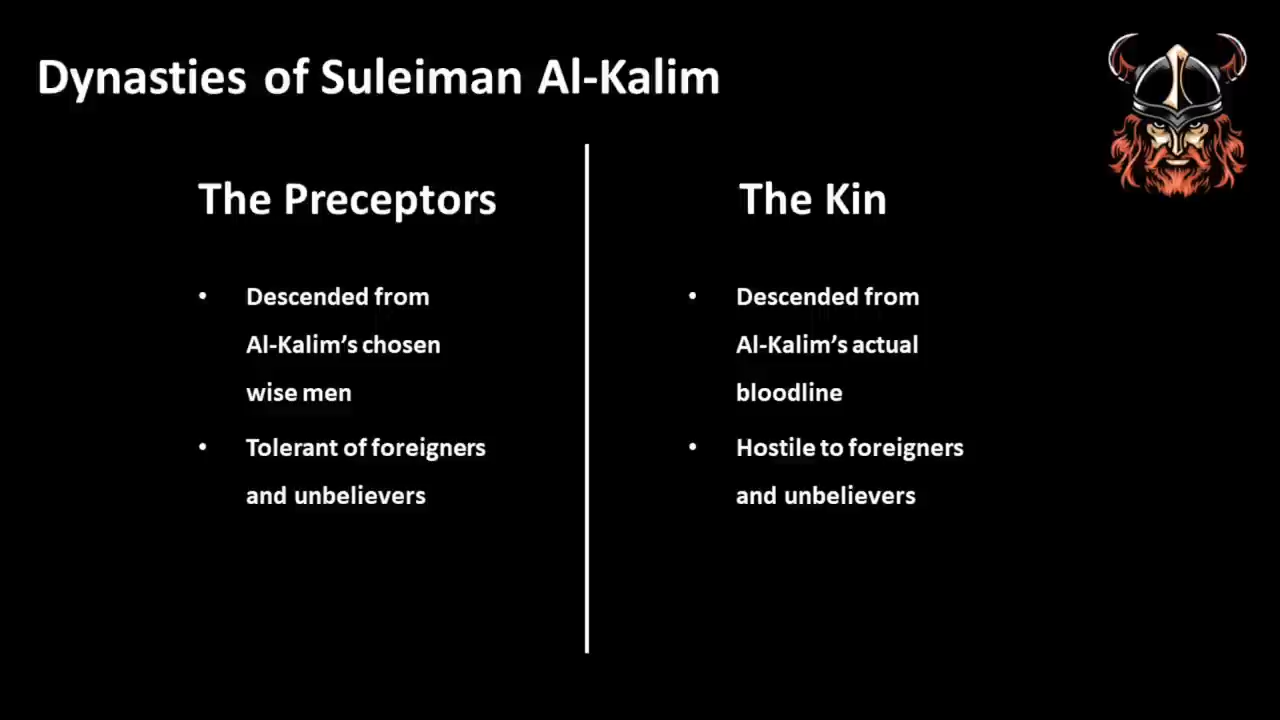 Dynasties of Suleiman Al-Kalim
The Preceptors
• Descended from
Al-Kalim’s chosen
wise men
• Tolerant of foreigners
and unbelievers
The Kin
• Descended from
Al-Kalim’s actual
bloodline
• Hostile to foreigners
and unbelievers